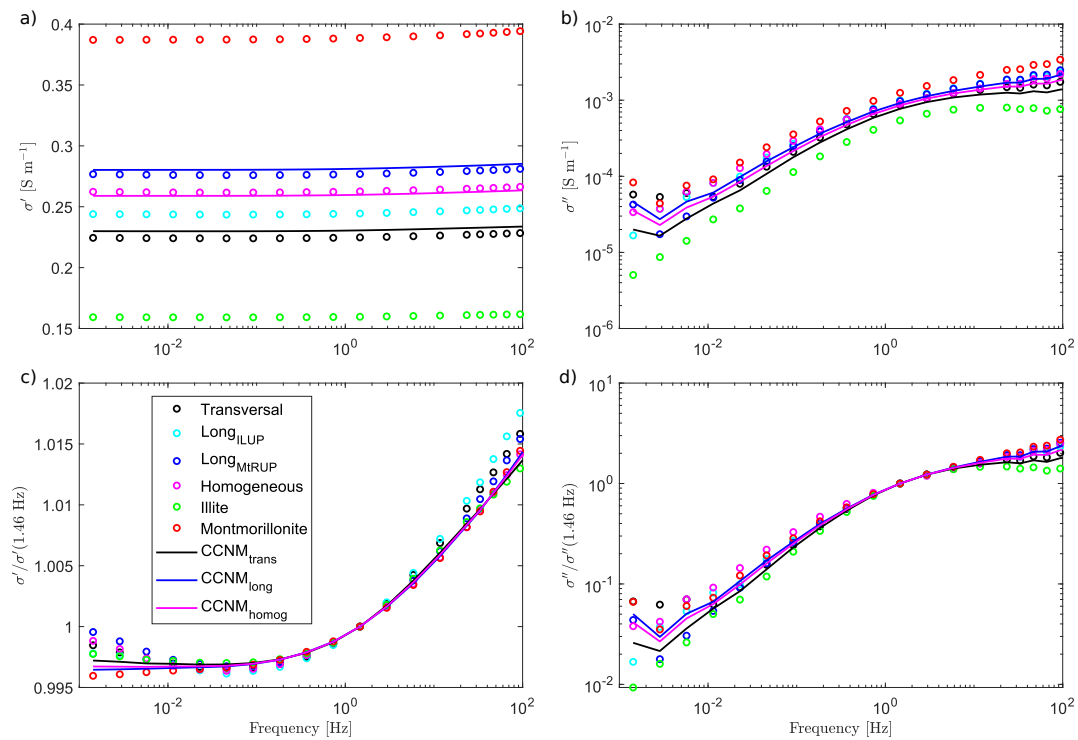 a)
0.4
0.35
0.3
0.25
0.2
0.15
σ′ [S m⁻¹]
10⁻²
10⁰
10²
b)
10⁻²
10⁻³
10⁻⁴
10⁻⁵
10⁻⁶
σ″ [S m⁻¹]
10⁻²
10⁰
10²
c)
1.02
1.015
1.01
1.005
1
0.995
σ′/σ′(1.46 Hz)
Transversal
Long_ILUP
Long_MtRUP
Homogeneous
Illite
Montmorillonite
CCNM_trans
CCNM_long
CCNM_homog
10⁻²
10⁰
10²
Frequency [Hz]
d)
10¹
10⁰
10⁻¹
10⁻²
σ″/σ″(1.46 Hz)
10⁻²
10⁰
10²
Frequency [Hz]